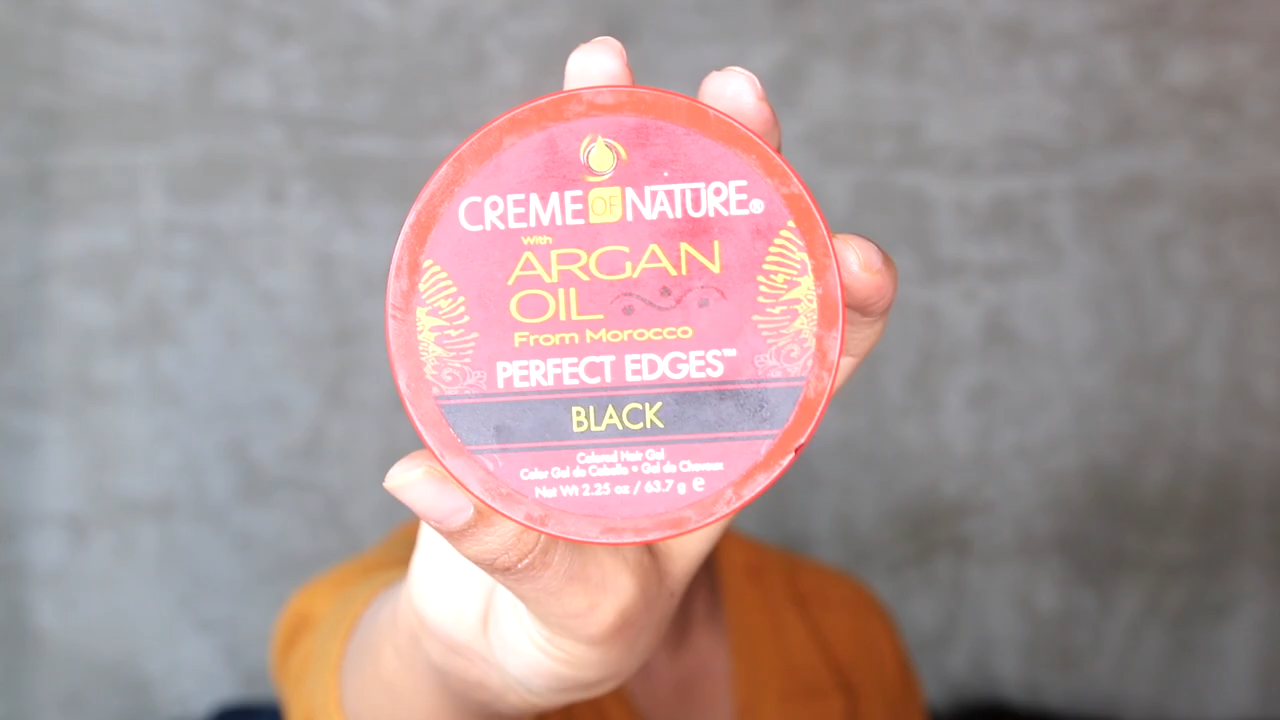 CREME OF NATURE®
With
ARGAN
OIL
From Morocco
PERFECT EDGES™
BLACK
Colored Hair Gel
Color Gel de Cabello • Gel de Cheveux
Net Wt 2.25 oz / 63.7 g ℮